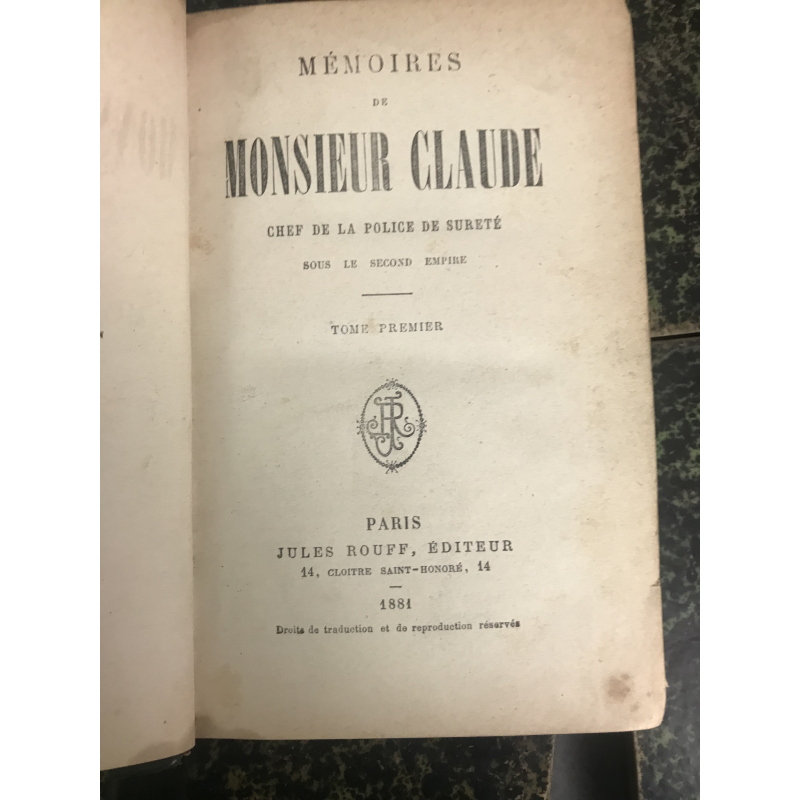 MÉMOIRES
DE
MONSIEUR CLAUDE
CHEF DE LA POLICE DE SURETÉ
SOUS LE SECOND EMPIRE
TOME PREMIER
JR
PARIS
JULES ROUFF, ÉDITEUR
14, CLOITRE SAINT-HONORÉ, 14
1881
Droits de traduction et de reproduction réservés